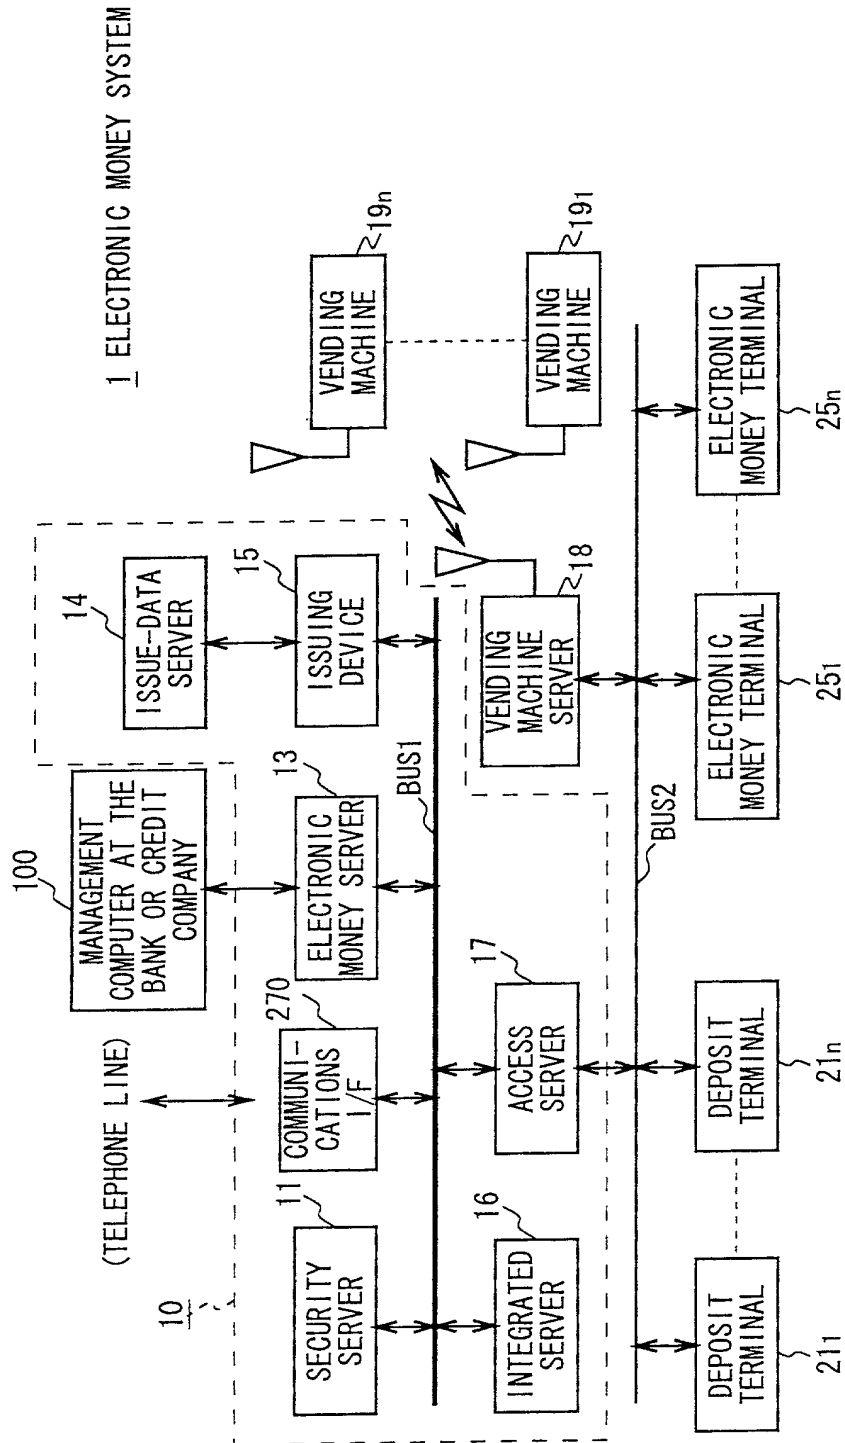 1 ELECTRONIC MONEY SYSTEM
100
MANAGEMENT
COMPUTER AT THE
BANK OR CREDIT
COMPANY
(TELEPHONE LINE)
14
ISSUE-DATA
SERVER
10
11
SECURITY
SERVER
270
COMMUNI-
CATIONS
I/F
13
ELECTRONIC
MONEY SERVER
15
ISSUING
DEVICE
VENDING
MACHINE
19n
BUS1
16
INTEGRATED
SERVER
17
ACCESS
SERVER
VENDING
MACHINE
SERVER
18
VENDING
MACHINE
191
BUS2
DEPOSIT
TERMINAL
211
DEPOSIT
TERMINAL
21n
ELECTRONIC
MONEY TERMINAL
251
ELECTRONIC
MONEY TERMINAL
25n